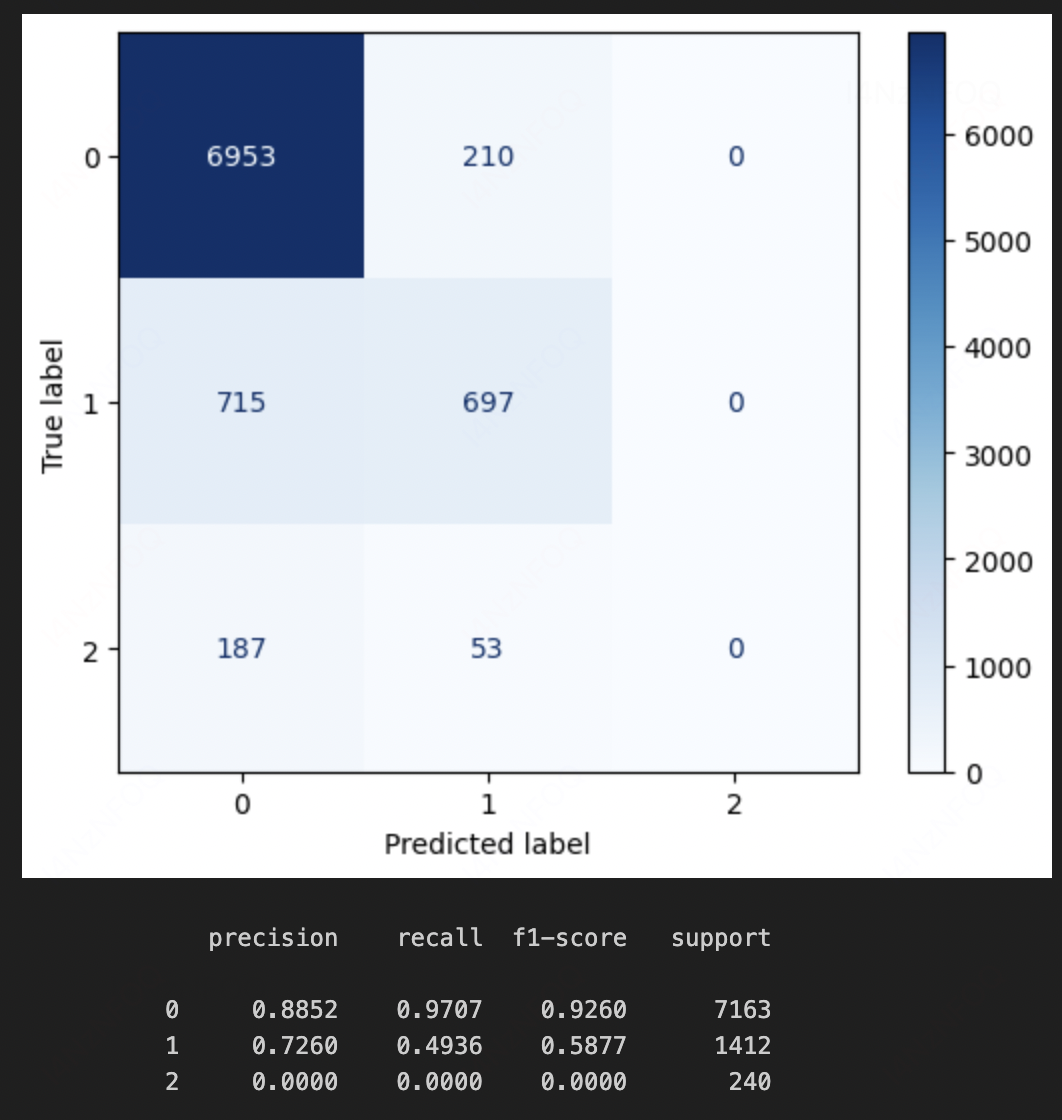 0 6953 210 0 6000
5000
True label
1 715 697 0 4000
3000
2000
2 187 53 0 1000
0
0 1 2
Predicted label
precision recall f1-score support
0 0.8852 0.9707 0.9260 7163
1 0.7260 0.4936 0.5877 1412
2 0.0000 0.0000 0.0000 240